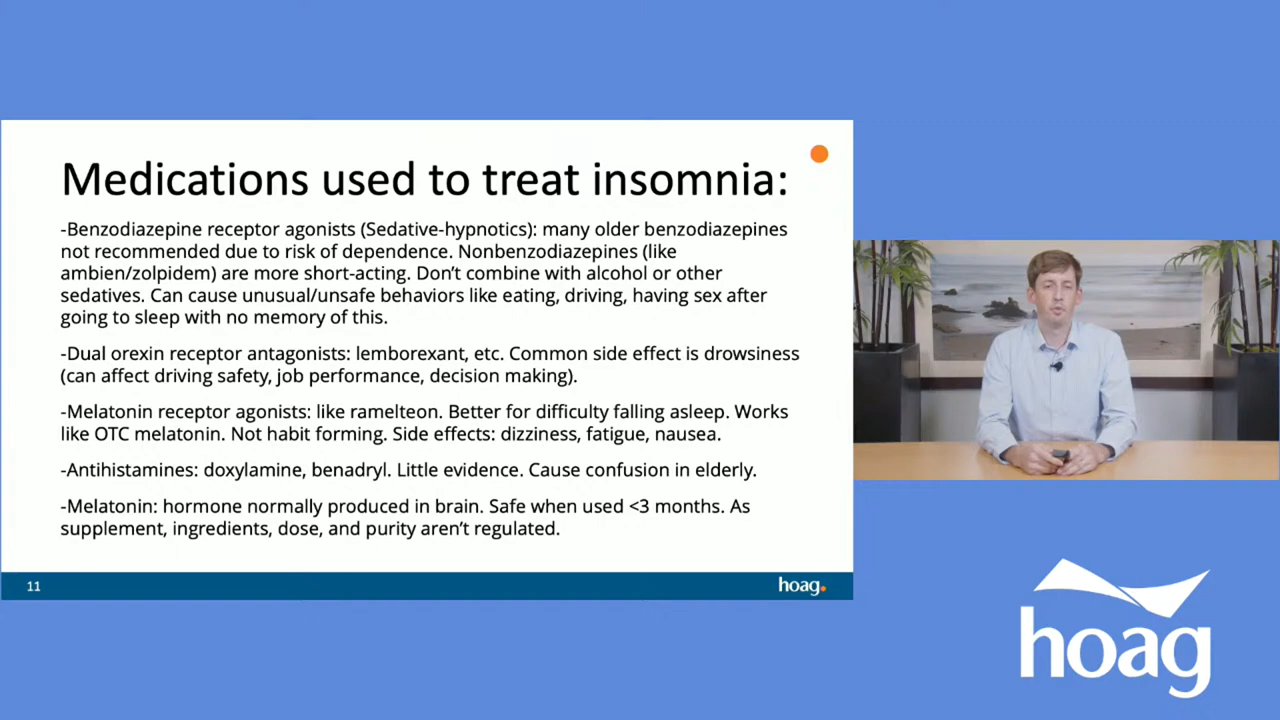 Medications used to treat insomnia:
-Benzodiazepine receptor agonists (Sedative-hypnotics): many older benzodiazepines
not recommended due to risk of dependence. Nonbenzodiazepines (like
ambien/zolpidem) are more short-acting. Don't combine with alcohol or other
sedatives. Can cause unusual/unsafe behaviors like eating, driving, having sex after
going to sleep with no memory of this.
-Dual orexin receptor antagonists: lemborexant, etc. Common side effect is drowsiness
(can affect driving safety, job performance, decision making).
-Melatonin receptor agonists: like ramelteon. Better for difficulty falling asleep. Works
like OTC melatonin. Not habit forming. Side effects: dizziness, fatigue, nausea.
-Antihistamines: doxylamine, benadryl. Little evidence. Cause confusion in elderly.
-Melatonin: hormone normally produced in brain. Safe when used <3 months. As
supplement, ingredients, dose, and purity aren't regulated.
11
hoag.
hoag